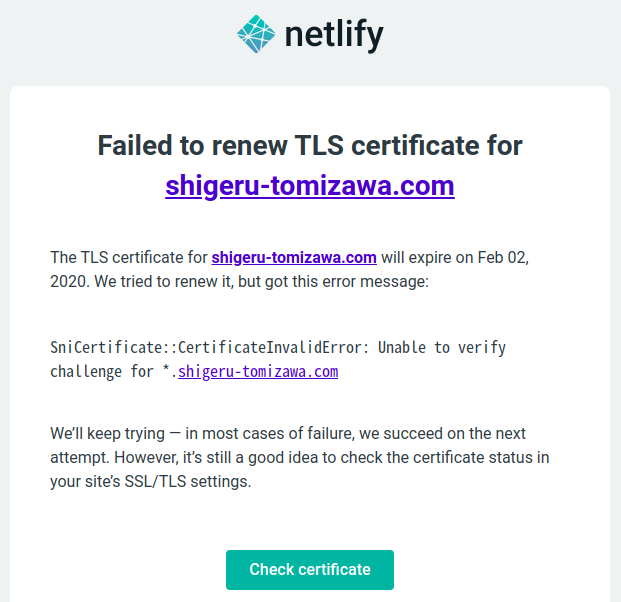 netlify
Failed to renew TLS certificate for
shigeru-tomizawa.com
The TLS certificate for shigeru-tomizawa.com will expire on Feb 02,
2020. We tried to renew it, but got this error message:
SniCertificate::CertificateInvalidError: Unable to verify
challenge for *.shigeru-tomizawa.com
We’ll keep trying — in most cases of failure, we succeed on the next
attempt. However, it’s still a good idea to check the certificate status in
your site’s SSL/TLS settings.
Check certificate